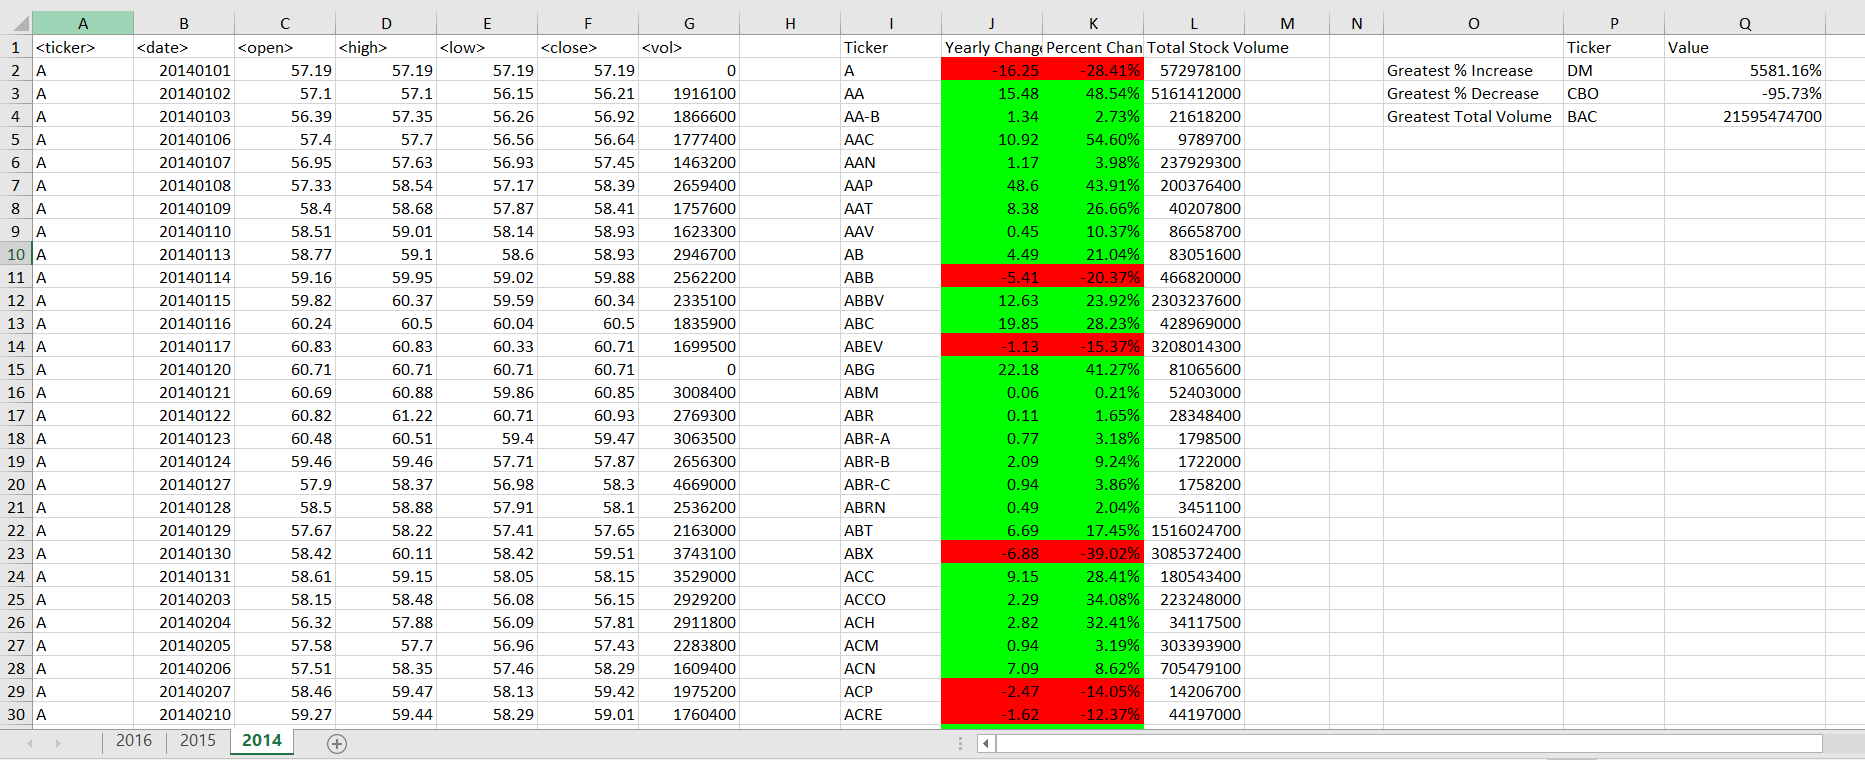 A B C D E F G H I J K L M N O P Q
1 <ticker> <date> <open> <high> <low> <close> <vol> Ticker Yearly Change Percent Chan Total Stock Volume Ticker Value
2 A 20140101 57.19 57.19 57.19 57.19 0 A -16.25 -28.41% 572978100 Greatest % Increase DM 5581.16%
3 A 20140102 57.1 57.1 56.15 56.21 1916100 AA 15.48 48.54% 5161412000 Greatest % Decrease CBO -95.73%
4 A 20140103 56.39 57.35 56.26 56.92 1866600 AA-B 1.34 2.73% 21618200 Greatest Total Volume BAC 21595474700
5 A 20140106 57.4 57.7 56.56 56.64 1777400 AAC 10.92 54.60% 9789700
6 A 20140107 56.95 57.63 56.93 57.45 1463200 AAN 1.17 3.98% 237929300
7 A 20140108 57.33 58.54 57.17 58.39 2659400 AAP 48.6 43.91% 200376400
8 A 20140109 58.4 58.68 57.87 58.41 1757600 AAT 8.38 26.66% 40207800
9 A 20140110 58.51 59.01 58.14 58.93 1623300 AAV 0.45 10.37% 86658700
10 A 20140113 58.77 59.1 58.6 58.93 2946700 AB 4.49 21.04% 83051600
11 A 20140114 59.16 59.95 59.02 59.88 2562200 ABB -5.41 -20.37% 466820000
12 A 20140115 59.82 60.37 59.59 60.34 2335100 ABBV 12.63 23.92% 2303237600
13 A 20140116 60.24 60.5 60.04 60.5 1835900 ABC 19.85 28.23% 428969000
14 A 20140117 60.83 60.83 60.33 60.71 1699500 ABEV -1.13 -15.37% 3208014300
15 A 20140120 60.71 60.71 60.71 60.71 0 ABG 22.18 41.27% 81065600
16 A 20140121 60.69 60.88 59.86 60.85 3008400 ABM 0.06 0.21% 52403000
17 A 20140122 60.82 61.22 60.71 60.93 2769300 ABR 0.11 1.65% 28348400
18 A 20140123 60.48 60.51 59.4 59.47 3063500 ABR-A 0.77 3.18% 1798500
19 A 20140124 59.46 59.46 57.71 57.87 2656300 ABR-B 2.09 9.24% 1722000
20 A 20140127 57.9 58.37 56.98 58.3 4669000 ABR-C 0.94 3.86% 1758200
21 A 20140128 58.5 58.88 57.91 58.1 2536200 ABRN 0.49 2.04% 3451100
22 A 20140129 57.67 58.22 57.41 57.65 2163000 ABT 6.69 17.45% 1516024700
23 A 20140130 58.42 60.11 58.42 59.51 3743100 ABX -6.88 -39.02% 3085372400
24 A 20140131 58.61 59.15 58.05 58.15 3529000 ACC 9.15 28.41% 180543400
25 A 20140203 58.15 58.48 56.08 56.15 2929200 ACCO 2.29 34.08% 223248000
26 A 20140204 56.32 57.88 56.09 57.81 2911800 ACH 2.82 32.41% 34117500
27 A 20140205 57.58 57.7 56.96 57.43 2283800 ACM 0.94 3.19% 303393900
28 A 20140206 57.51 58.35 57.46 58.29 1609400 ACN 7.09 8.62% 705479100
29 A 20140207 58.46 59.47 58.13 59.42 1975200 ACP -2.47 -14.05% 14206700
30 A 20140210 59.27 59.44 58.29 59.01 1760400 ACRE -1.62 -12.37% 44197000
2016 2015 2014